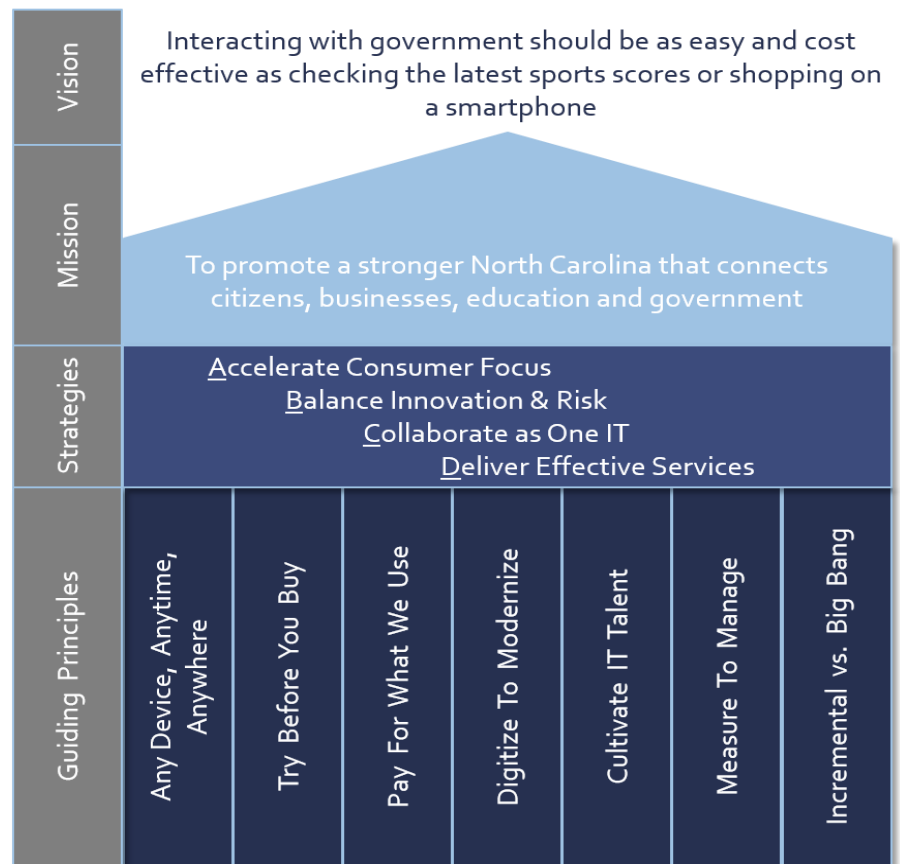 Vision
Interacting with government should be as easy and cost
effective as checking the latest sports scores or shopping on
a smartphone
Mission
To promote a stronger North Carolina that connects
citizens, businesses, education and government
Strategies
Accelerate Consumer Focus
Balance Innovation & Risk
Collaborate as One IT
Deliver Effective Services
Guiding Principles
Any Device, Anytime,
Anywhere
Try Before You Buy
Pay For What We Use
Digitize To Modernize
Cultivate IT Talent
Measure To Manage
Incremental vs. Big Bang